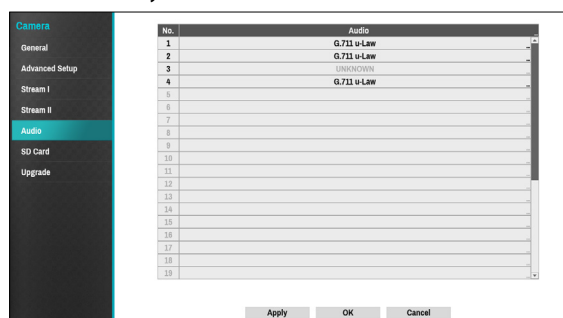 Camera
General
Advanced Setup
Stream I
Stream II
Audio
SD Card
Upgrade
No. Audio
1 G.711 u-Law
2 G.711 u-Law
3 UNKNOWN
4 G.711 u-Law
5
6
7
8
9
10
11
12
13
14
15
16
17
18
19
Apply OK Cancel